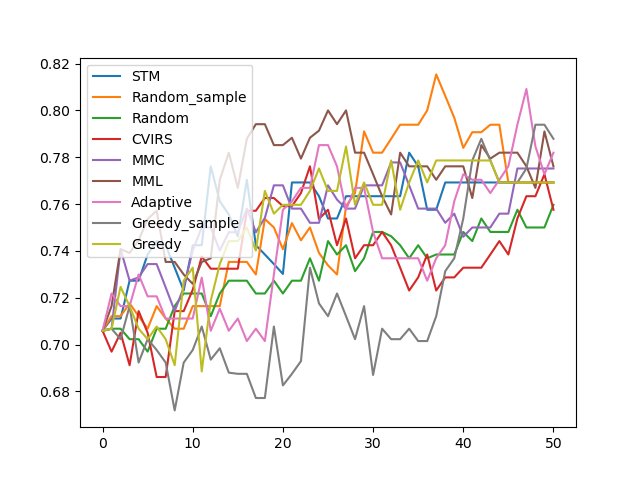 0.82
0.80
0.78
0.76
0.74
0.72
0.70
0.68
0
10
20
30
40
50
STM
Random_sample
Random
CVIRS
MMC
MML
Adaptive
Greedy_sample
Greedy